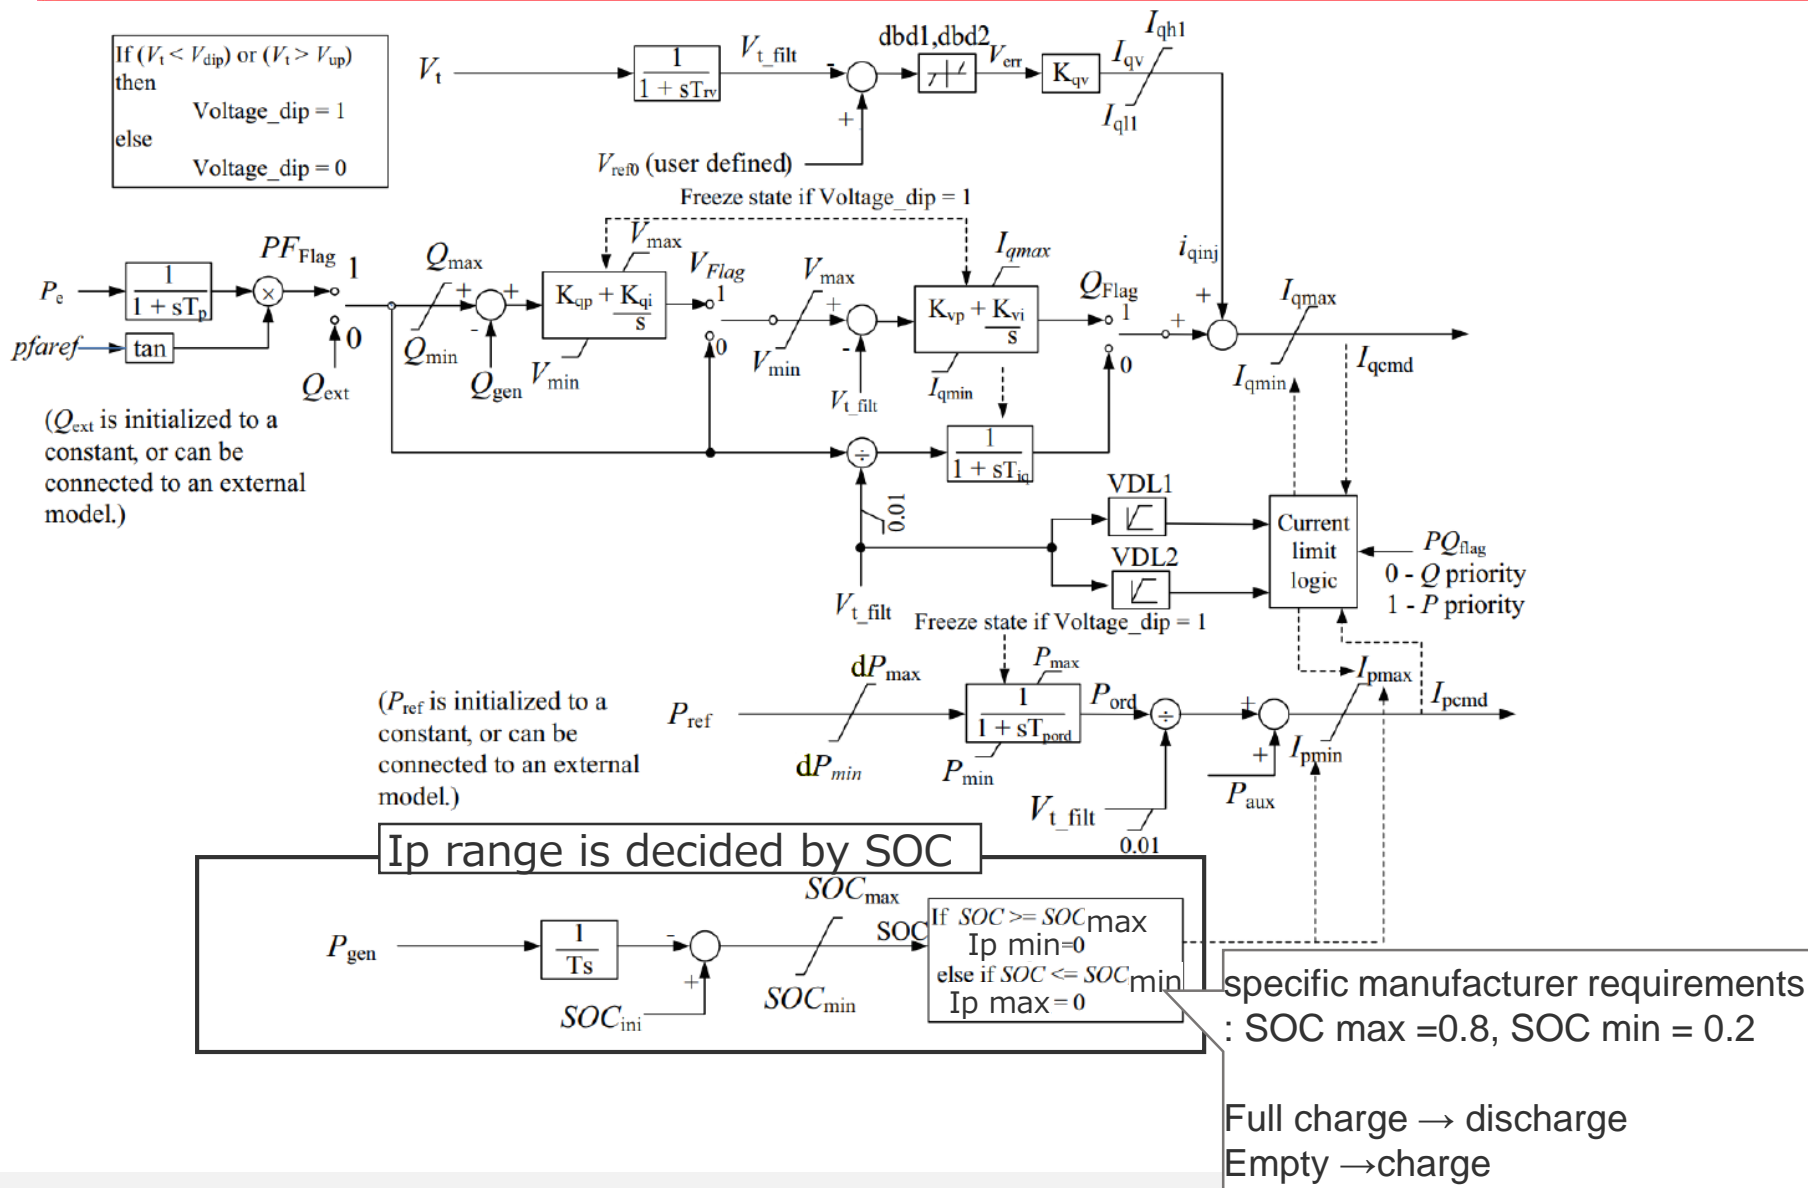 If (Vt < Vdip) or (Vt > Vup)
then
Voltage_dip = 1
else
Voltage_dip = 0
Vt
1
1 + sTrv
Vt_filt
-
+
Vref0 (user defined)
dbd1,dbd2
Verr
Kqv
Iqv
Iqh1
Iql1
Freeze state if Voltage_dip = 1
Pe
1
1 + sTp
pfaref
tan
×
PFFlag
1
0
Qext
(Qext is initialized to a
constant, or can be
connected to an external
model.)
Qmax
Qmin
+
-
+
Qgen
Vmax
Kqp + Kqi
s
Vmin
VFlag
1
0
Vmax
Vmin
+
-
Vt_filt
Iqmax
Kvp + Kvi
s
Iqmin
QFlag
1
0
iqinj
+
+
Iqmax
Iqmin
Iqcmd
÷
1
1 + sTiq
0.01
Vt_filt
VDL1
VDL2
Current
limit
logic
PQflag
0 - Q priority
1 - P priority
Freeze state if Voltage_dip = 1
(Pref is initialized to a
constant, or can be
connected to an external
model.)
Pref
dPmax
dPmin
Pmax
1
1 + sTpord
Pmin
Pord
÷
Vt_filt
0.01
+
+
Paux
Ipmax
Ipmin
Ipcmd
Ip range is decided by SOC
Pgen
1
Ts
-
+
SOCini
SOCmax
SOCmin
SOC
If SOC >= SOCmax
Ip min=0
else if SOC <= SOCmin
Ip max=0
specific manufacturer requirements
: SOC max =0.8, SOC min = 0.2
Full charge → discharge
Empty →charge